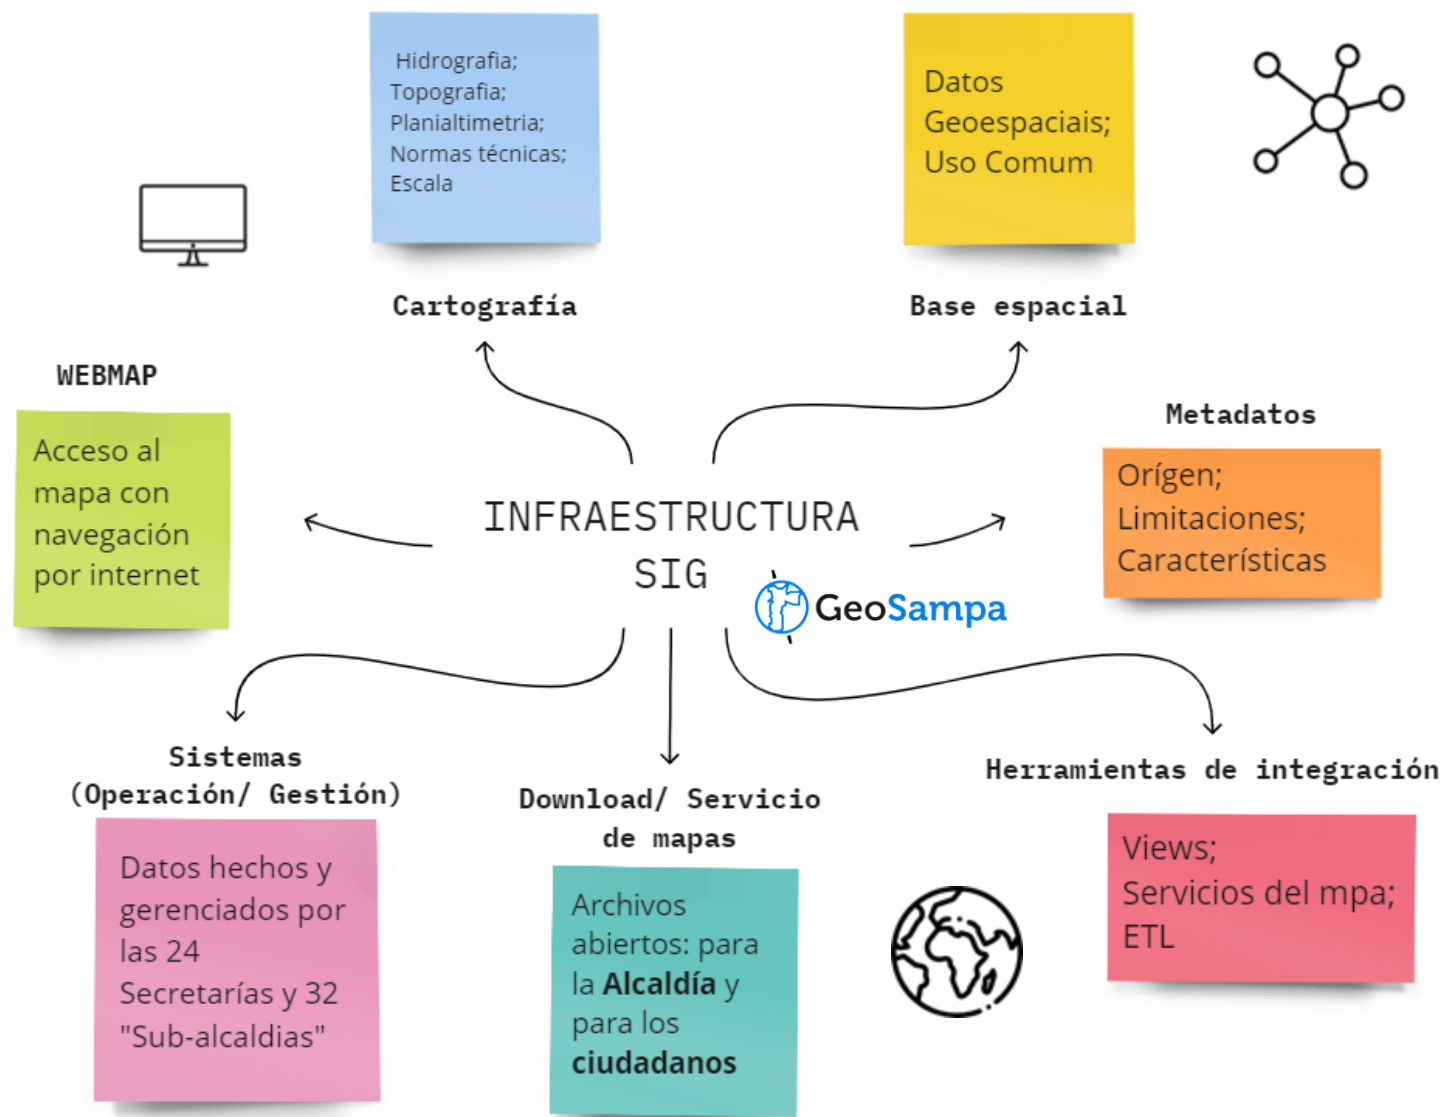 Hidrografia;
Topografia;
Planialtimetria;
Normas técnicas;
Escala
Cartografía
Datos
Geoespaciais;
Uso Comum
Base espacial
WEBMAP
Acceso al
mapa con
navegación
por internet
INFRAESTRUCTURA
SIG
GeoSampa
Metadatos
Orígen;
Limitaciones;
Características
Sistemas
(Operación/ Gestión)
Datos hechos y
gerenciados por
las 24
Secretarías y 32
"Sub-alcaldias"
Download/ Servicio
de mapas
Archivos
abiertos: para
la Alcaldía y
para los
ciudadanos
Herramientas de integración
Views;
Servicios del mpa;
ETL